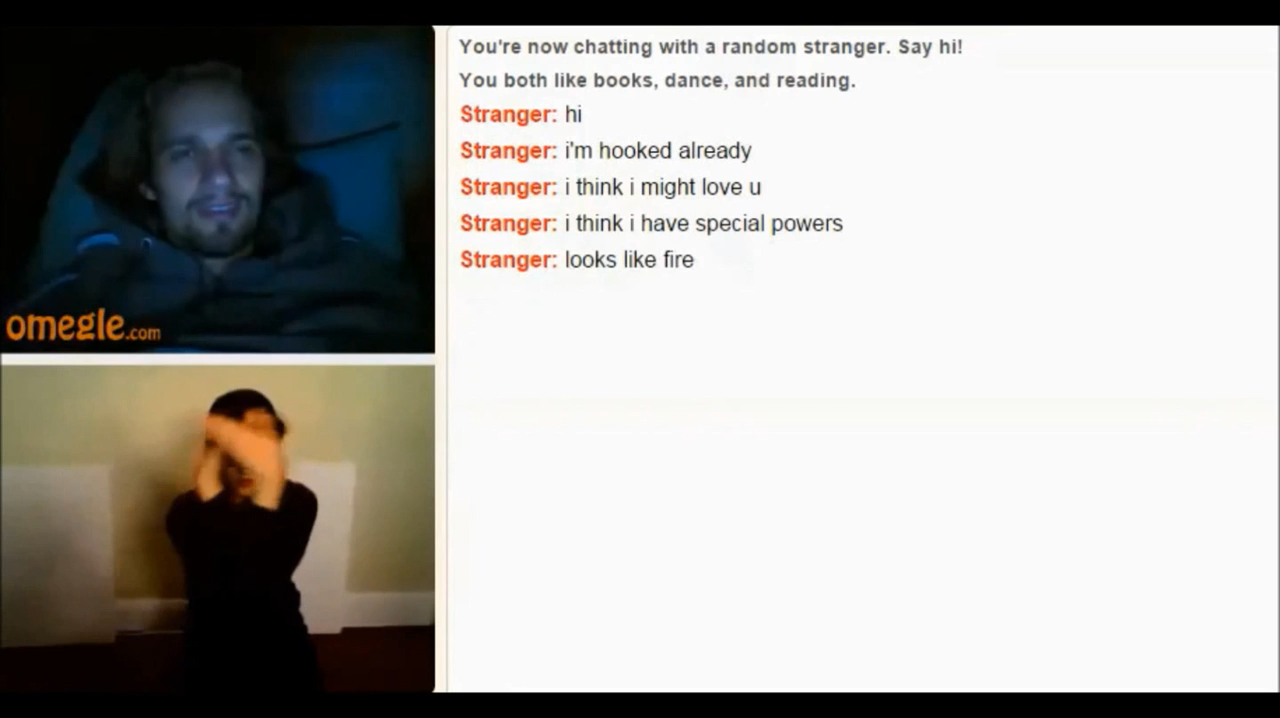 You're now chatting with a random stranger. Say hi!
You both like books, dance, and reading.
Stranger: hi
Stranger: i'm hooked already
Stranger: i think i might love u
Stranger: i think i have special powers
Stranger: looks like fire
omegle.com